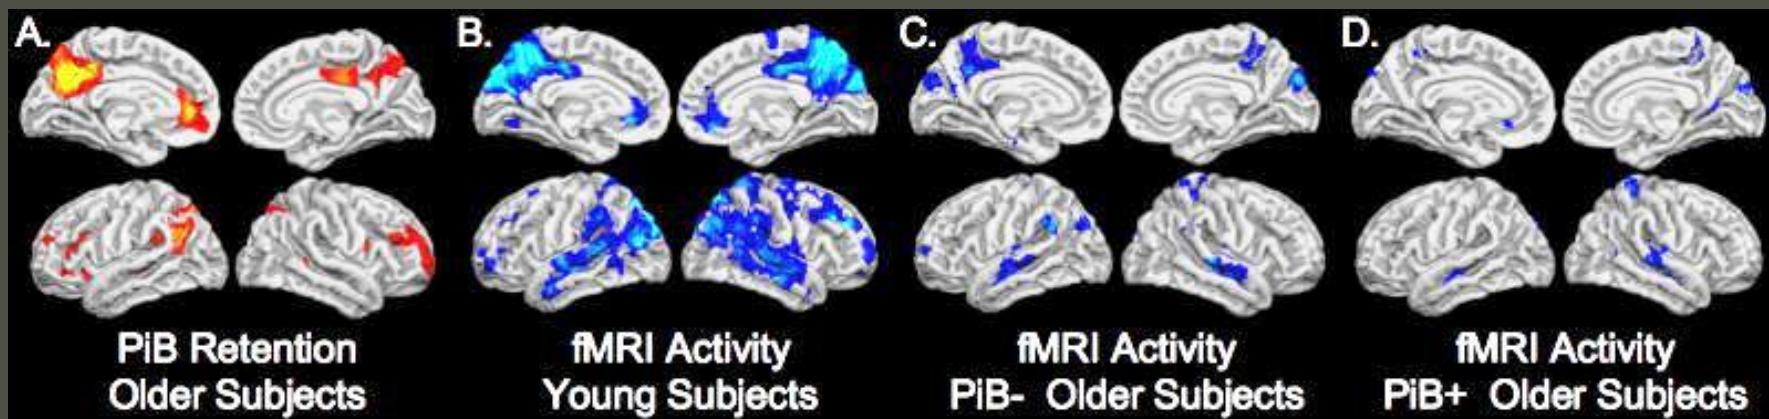 A.
B.
C.
D.
PiB Retention
Older Subjects
fMRI Activity
Young Subjects
fMRI Activity
PiB- Older Subjects
fMRI Activity
PiB+ Older Subjects